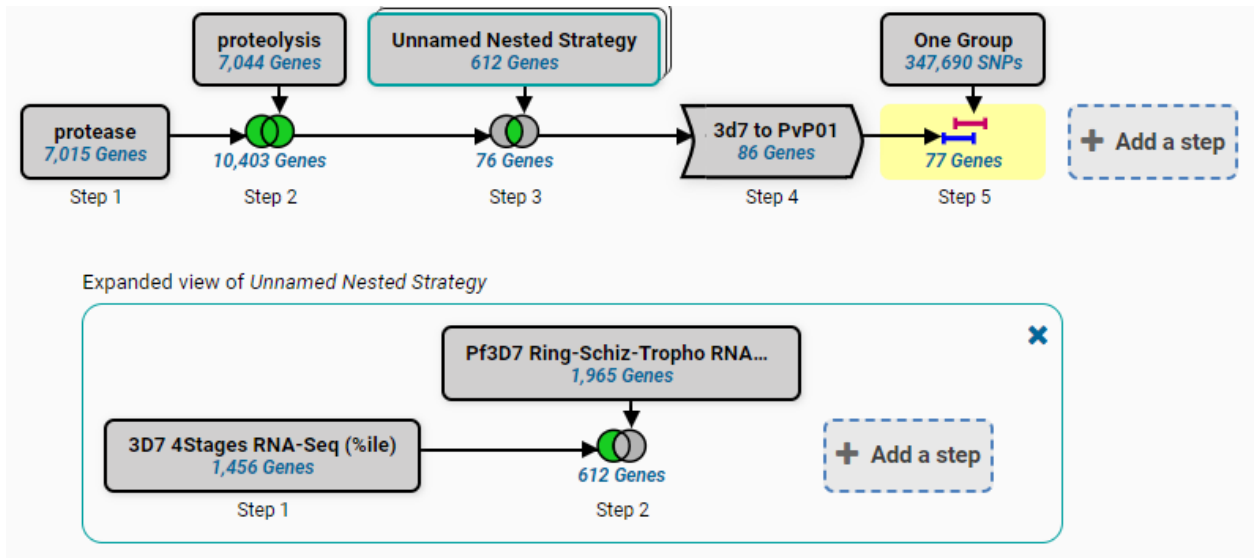 proteolysis
7,044 Genes
Unnamed Nested Strategy
612 Genes
One Group
347,690 SNPs
protease
7,015 Genes
10,403 Genes
76 Genes
3d7 to PvP01
86 Genes
77 Genes
+ Add a step
Step 1
Step 2
Step 3
Step 4
Step 5
Expanded view of Unnamed Nested Strategy
Pf3D7 Ring-Schiz-Tropho RNA...
1,965 Genes
3D7 4Stages RNA-Seq (%ile)
1,456 Genes
612 Genes
+ Add a step
Step 1
Step 2